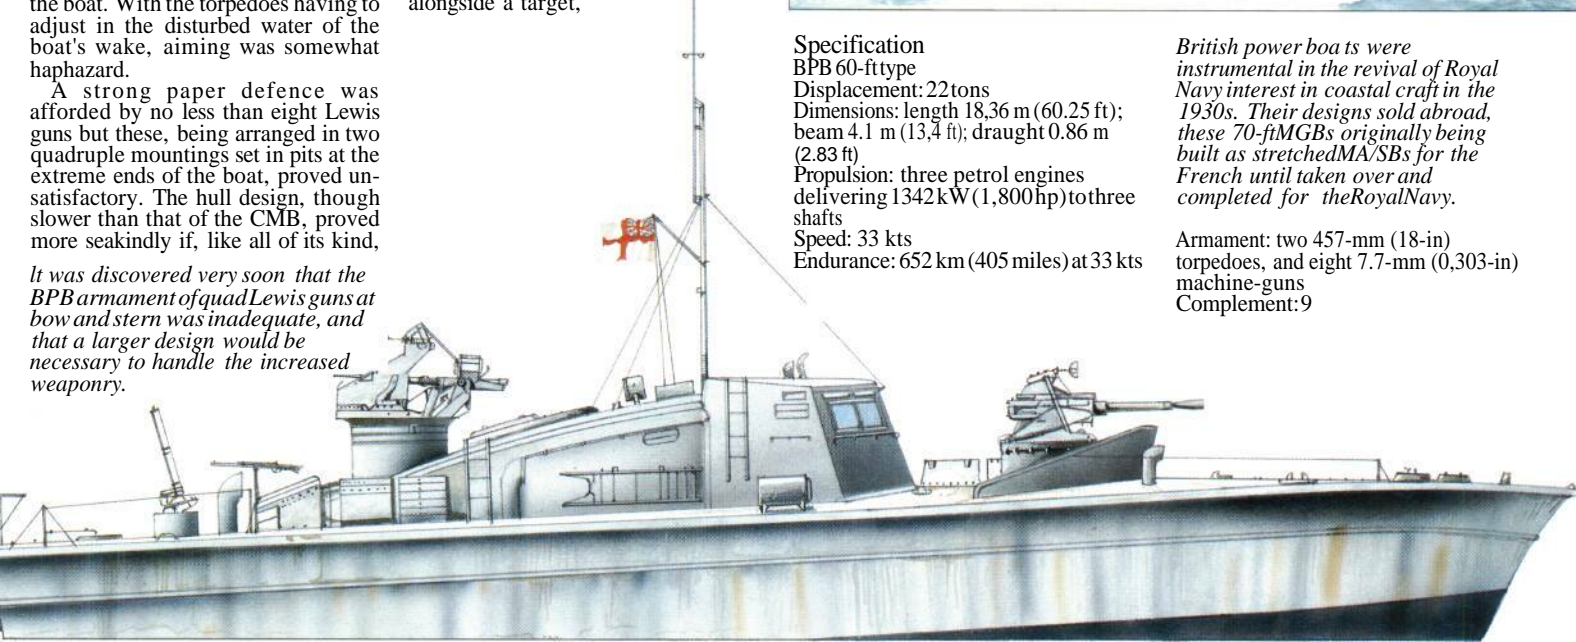 the boat. With the torpedoes having to
adjust in the disturbed water of the
boat's wake, aiming was somewhat
haphazard.
A strong paper defence was
afforded by no less than eight Lewis
guns but these, being arranged in two
quadruple mountings set in pits at the
extreme ends of the boat, proved un-
satisfactory. The hull design, though
slower than that of the CMB, proved
more seakindly if, like all of its kind,
lt was discovered very soon that the
BPB armament of quad Lewis guns at
bow and stern was inadequate, and
that a larger design would be
necessary to handle the increased
weaponry.
alongside a target,
Specification
BPB 60-ft type
Displacement: 22 tons
Dimensions: length 18,36 m (60.25 ft);
beam 4.1 m (13,4 ft); draught 0.86 m
(2.83 ft)
Propulsion: three petrol engines
delivering 1342 kW (1,800 hp) to three
shafts
Speed: 33 kts
Endurance: 652 km (405 miles) at 33 kts
British power boa ts were
instrumental in the revival of Royal
Navy interest in coastal craft in the
1930s. Their designs sold abroad,
these 70-ftMGBs originally being
built as stretchedMA/SBs for the
French until taken over and
completed for theRoyalNavy.
Armament: two 457-mm (18-in)
torpedoes, and eight 7.7-mm (0,303-in)
machine-guns
Complement: 9